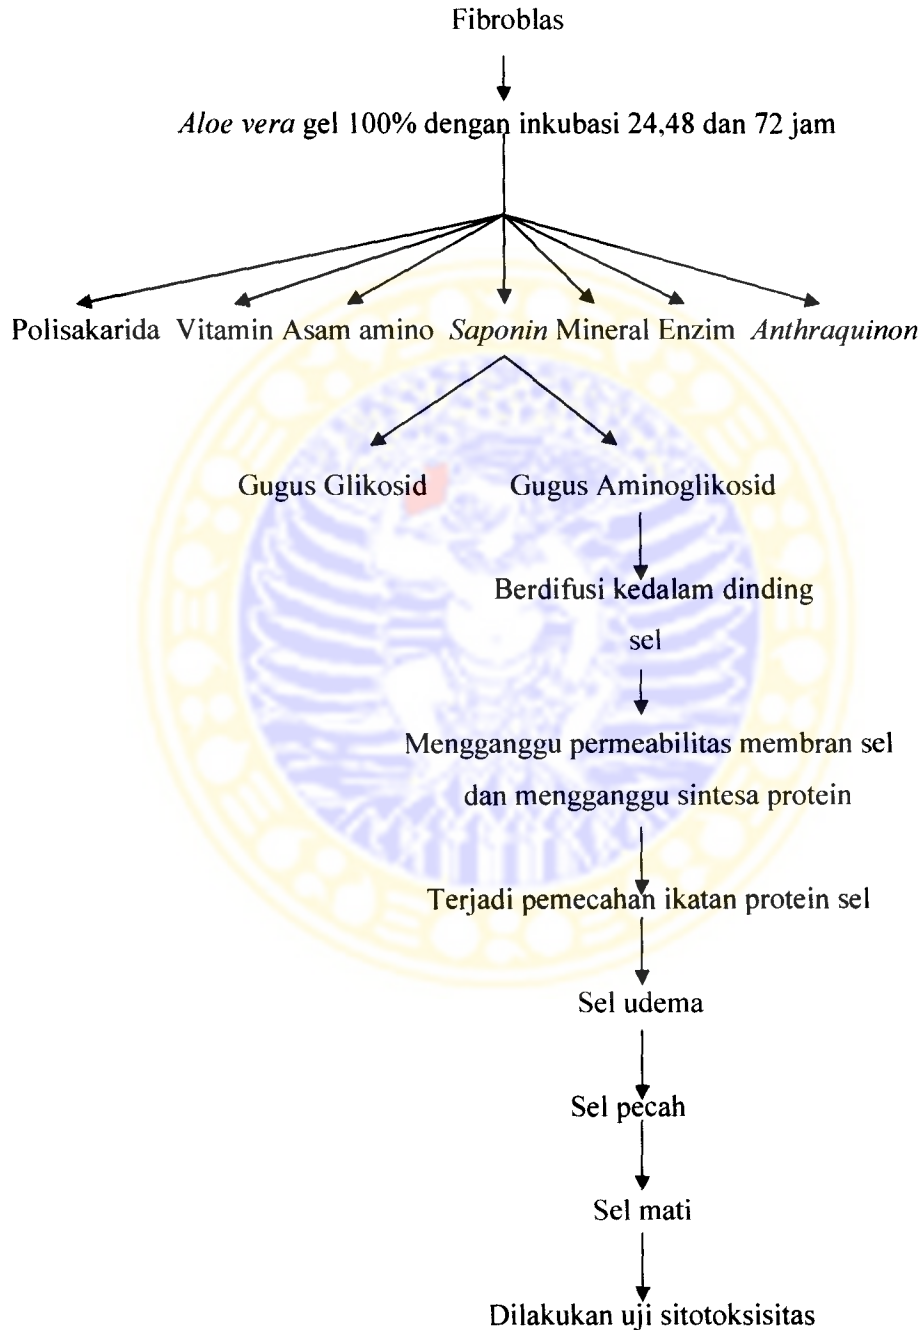 Fibroblas
Aloe vera gel 100% dengan inkubasi 24,48 dan 72 jam
Polisakarida Vitamin Asam amino Saponin Mineral Enzim Anthraquinon
Gugus Glikosid Gugus Aminoglikosid
Berdifusi kedalam dinding
sel
Mengganggu permeabilitas membran sel
dan mengganggu sintesa protein
Terjadi pemecahan ikatan protein sel
Sel udema
Sel pecah
Sel mati
Dilakukan uji sitotoksisitas